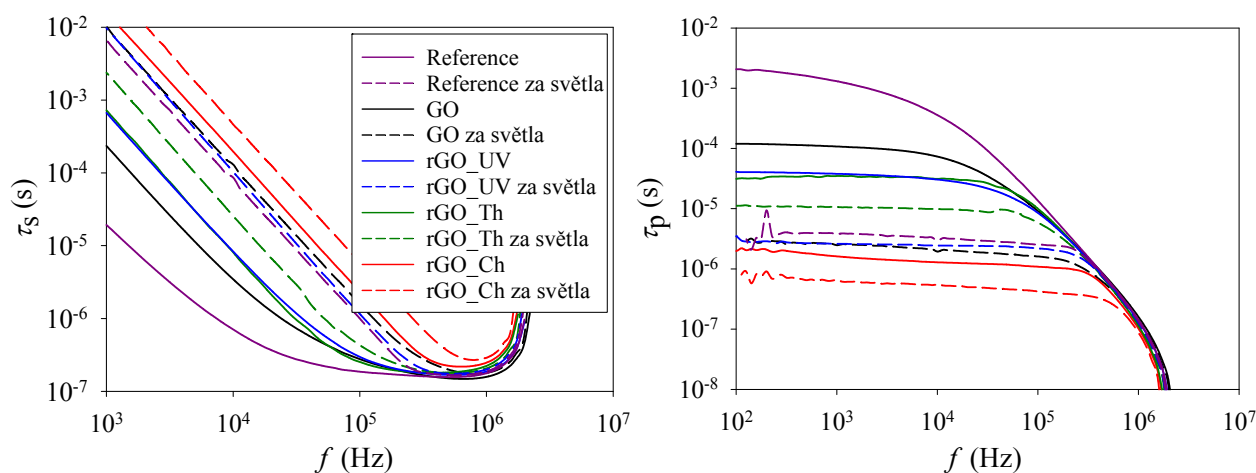 τs (s)
10-2
10-3
10-4
10-5
10-6
10-7
103 104 105 106 107
f (Hz)
Reference
Reference za světla
GO
GO za světla
rGO_UV
rGO_UV za světla
rGO_Th
rGO_Th za světla
rGO_Ch
rGO_Ch za světla
τp (s)
10-2
10-3
10-4
10-5
10-6
10-7
10-8
102 103 104 105 106 107
f (Hz)